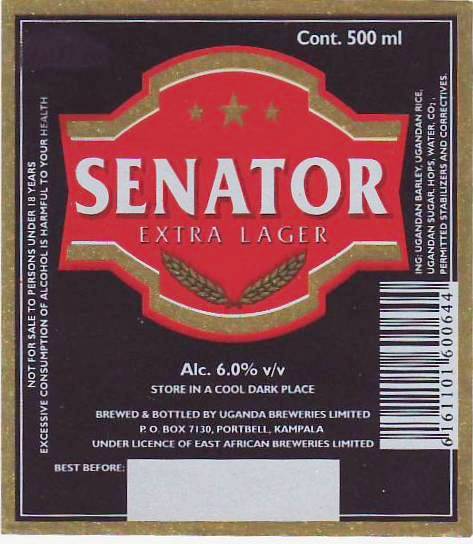 Cont. 500 ml
SENATOR
EXTRA LAGER
Alc. 6.0% v/v
STORE IN A COOL DARK PLACE
BREWED & BOTTLED BY UGANDA BREWERIES LIMITED
P. O. BOX 7130, PORTBELL, KAMPALA
UNDER LICENCE OF EAST AFRICAN BREWERIES LIMITED
BEST BEFORE:
NOT FOR SALE TO PERSONS UNDER 18 YEARS
EXCESSIVE CONSUMPTION OF ALCOHOL IS HARMFUL TO YOUR HEALTH
ING: UGANDAN BARLEY, UGANDAN RICE,
UGANDAN SUGAR, HOPS, WATER, CO2,
PERMITTED STABILIZERS AND CORRECTIVES.
6 161101 600644